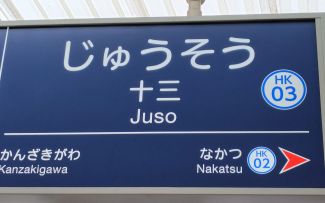 じゅうそう
十三
Juso
HK
03
かんざきがわ
Kanzakigawa
なかつ
Nakatsu
HK
02